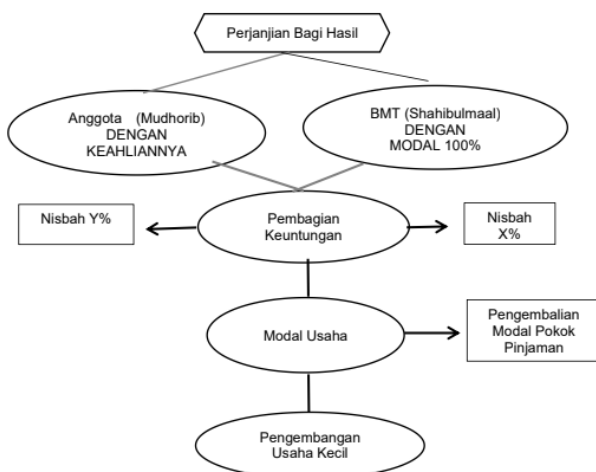 Perjanjian Bagi Hasil
Anggota (Mudhorib)
DENGAN
KEAHLIANNYA
BMT (Shahibulmaal)
DENGAN
MODAL 100%
Nisbah Y%
Pembagian
Keuntungan
Nisbah
X%
Modal Usaha
Pengembalian
Modal Pokok
Pinjaman
Pengembangan
Usaha Kecil